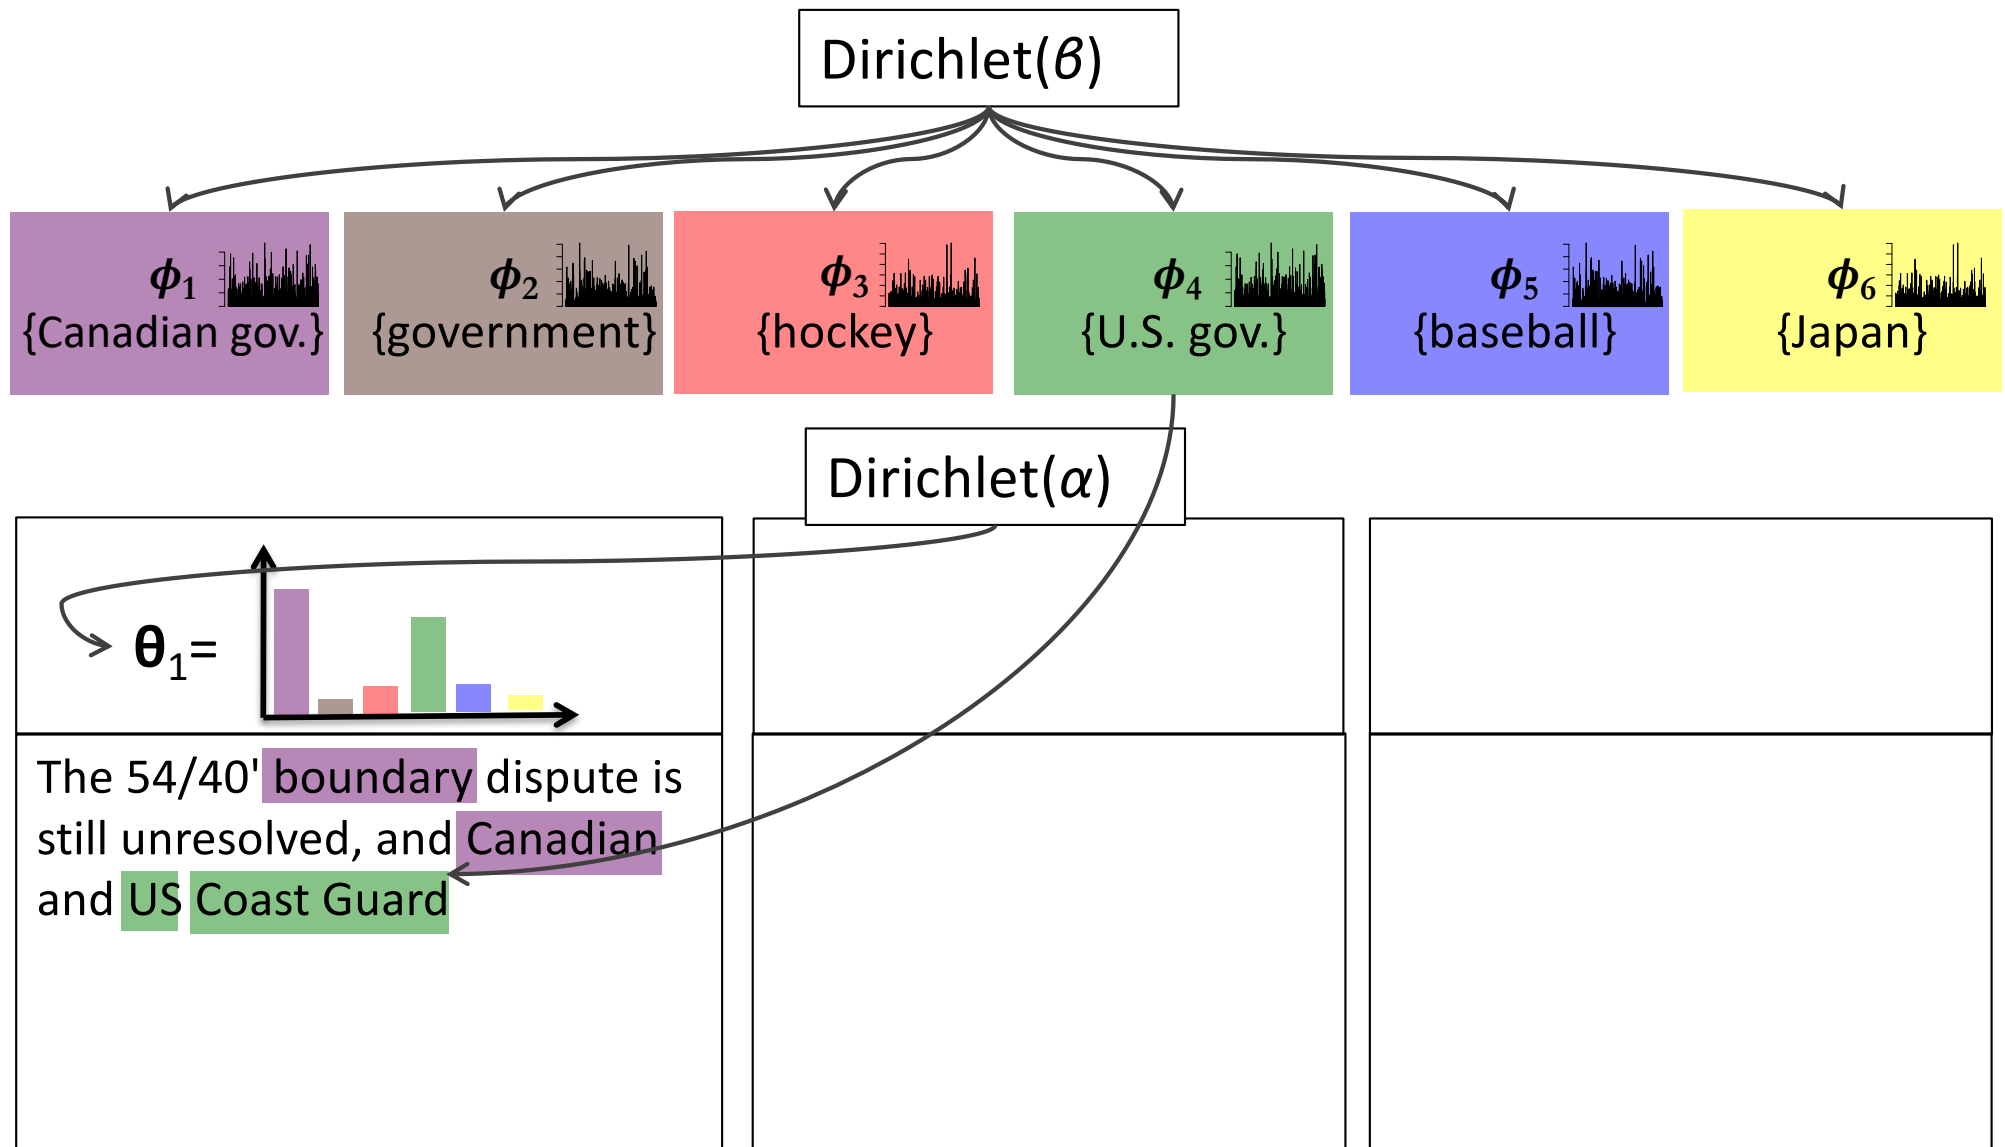 Dirichlet(β)
ϕ1 ϕ2 ϕ3 ϕ4 ϕ5 ϕ6
{Canadian gov.} {government} {hockey} {U.S. gov.} {baseball} {Japan}
Dirichlet(α)
θ1=
The 54/40' boundary dispute is
still unresolved, and Canadian
and US Coast Guard